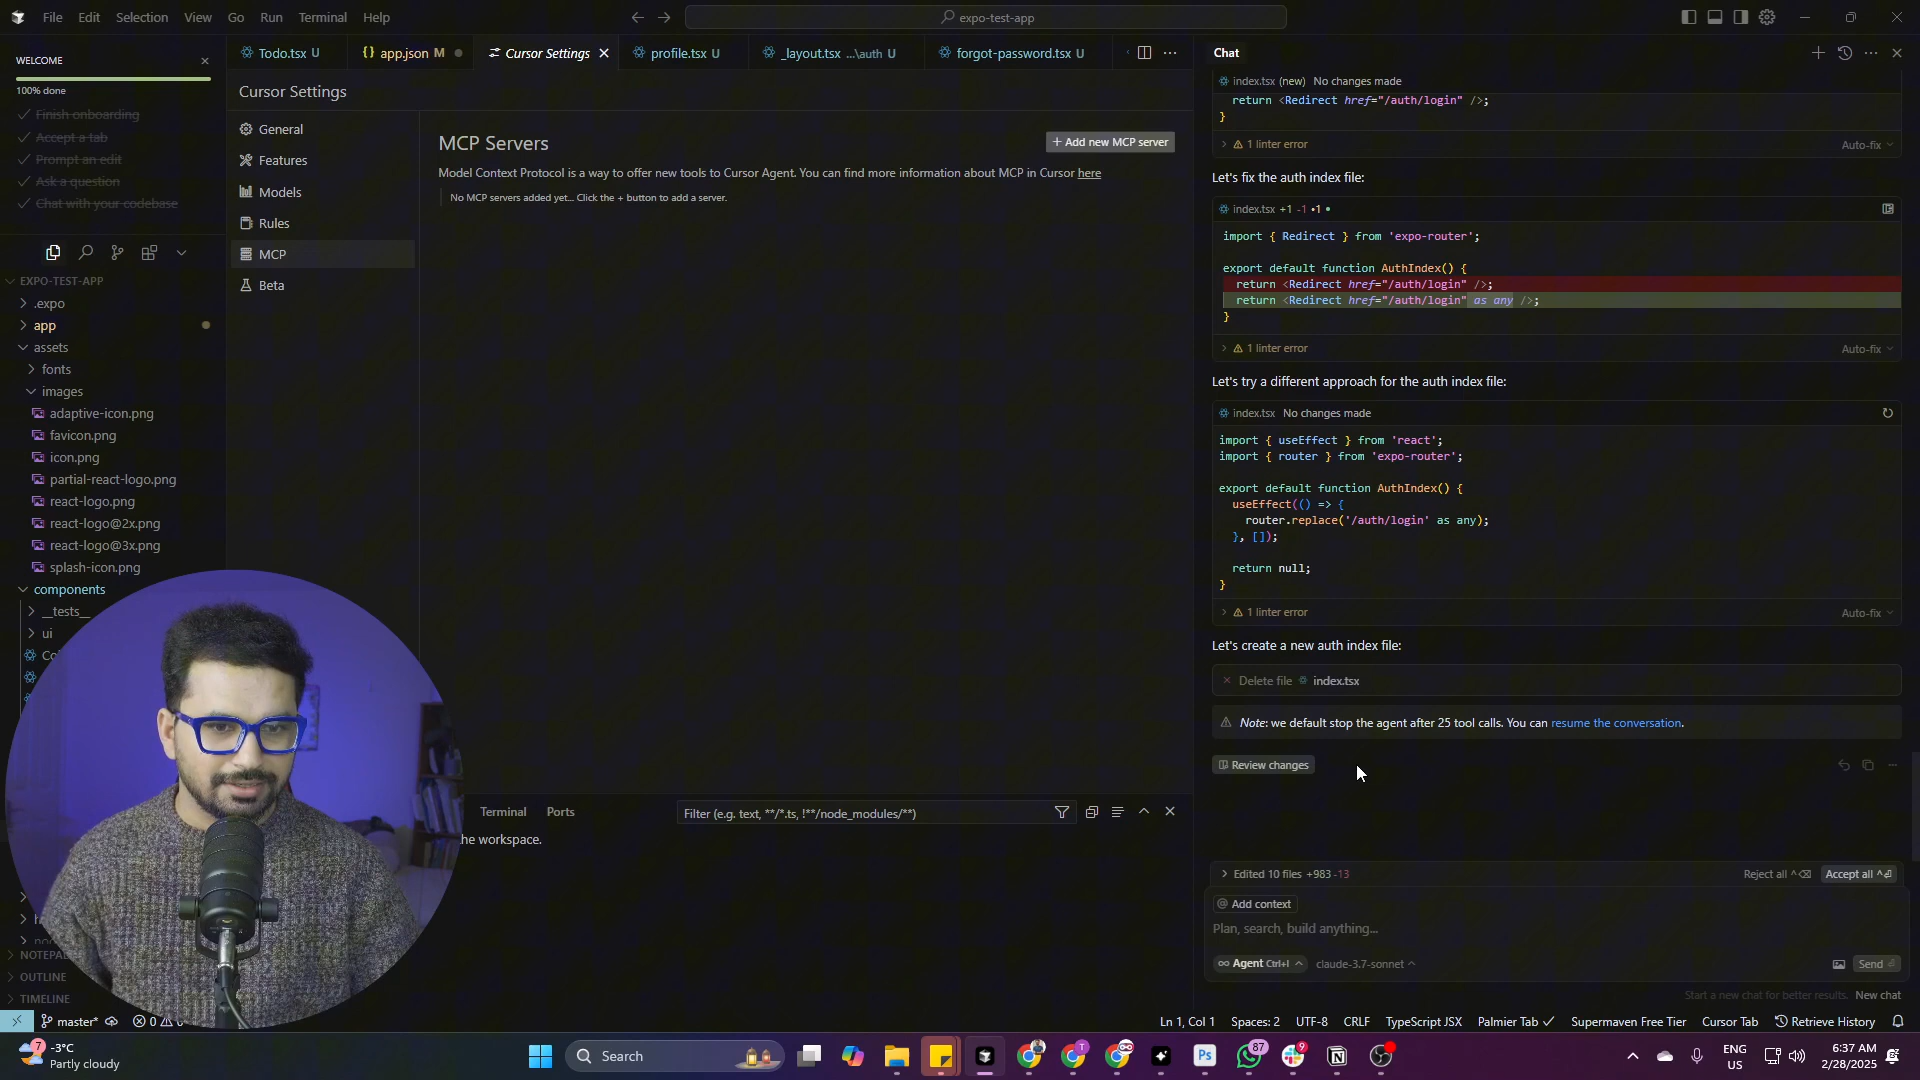 File Edit Selection View Go Run Terminal Help
expo-test-app
WELCOME
100% done
Finish onboarding
Accept a tab
Prompt an edit
Ask a question
Chat with your codebase
EXPO-TEST-APP
.expo
app
assets
fonts
images
adaptive-icon.png
favicon.png
icon.png
partial-react-logo.png
react-logo.png
react-logo@2x.png
react-logo@3x.png
splash-icon.png
components
__tests__
ui
OUTLINE
TIMELINE
Todo.tsx U
{} app.json M
Cursor Settings
profile.tsx U
_layout.tsx ...\auth U
forgot-password.tsx U
Cursor Settings
General
Features
Models
Rules
MCP
Beta
MCP Servers
+ Add new MCP server
Model Context Protocol is a way to offer new tools to Cursor Agent. You can find more information about MCP in Cursor here
No MCP servers added yet... Click the + button to add a server.
Terminal
Ports
Filter (e.g. text, **/*.ts, !**/node_modules/**)
he workspace.
Chat
index.tsx (new) No changes made
return <Redirect href="/auth/login" />;
}
1 linter error
Auto-fix
Let's fix the auth index file:
index.tsx +1 -1 •1 •
import { Redirect } from 'expo-router';
export default function AuthIndex() {
return <Redirect href="/auth/login" />;
return <Redirect href="/auth/login" as any />;
}
1 linter error
Auto-fix
Let's try a different approach for the auth index file:
index.tsx No changes made
import { useEffect } from 'react';
import { router } from 'expo-router';
export default function AuthIndex() {
useEffect(() => {
router.replace('/auth/login' as any);
}, []);
return null;
}
1 linter error
Auto-fix
Let's create a new auth index file:
Delete file index.tsx
Note: we default stop the agent after 25 tool calls. You can resume the conversation.
Review changes
Edited 10 files +983 -13
Reject all ^⌫
Accept all ^⏎
@ Add context
Plan, search, build anything...
∞ Agent Ctrl+I
claude-3.7-sonnet
Send ⏎
Start a new chat for better results. New chat
master*
0
Ln 1, Col 1
Spaces: 2
UTF-8
CRLF
TypeScript JSX
Palmier Tab ✓
Supermaven Free Tier
Cursor Tab
Retrieve History
7
-3°C
Partly cloudy
Search
T
Ps
87
9
ENG
US
6:37 AM
2/28/2025